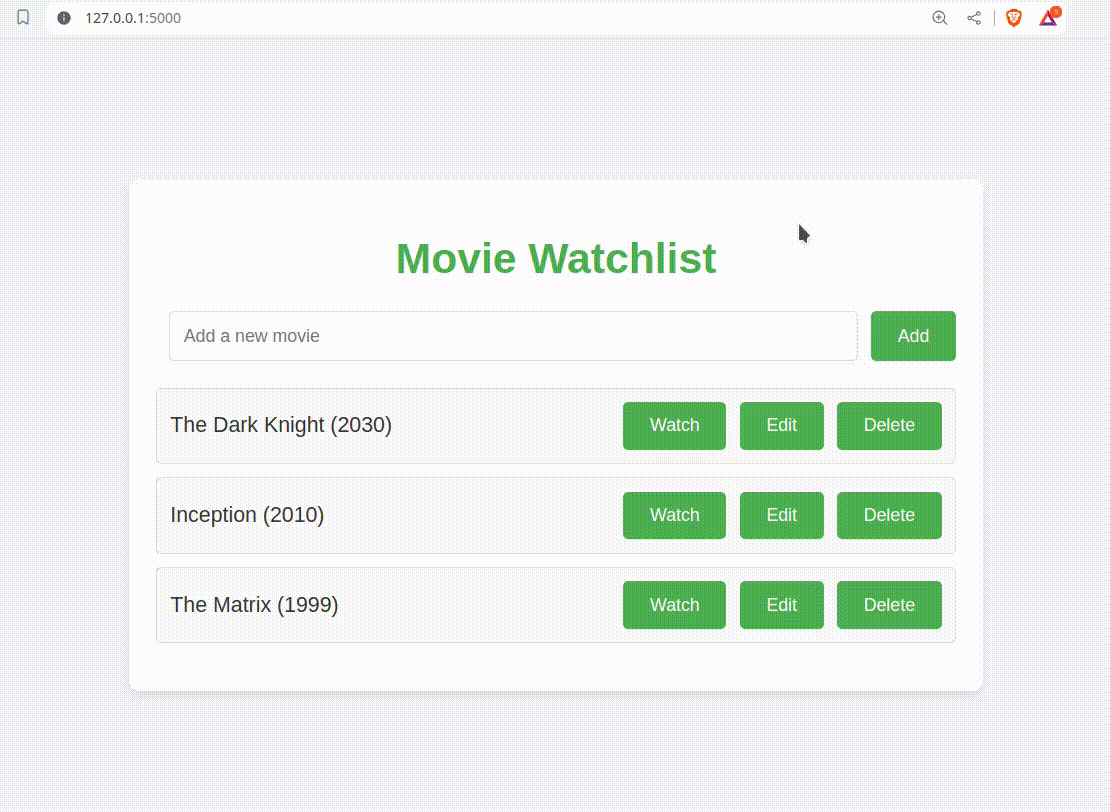 127.0.0.1:5000
Movie Watchlist
Add a new movie Add
The Dark Knight (2030) Watch Edit Delete
Inception (2010) Watch Edit Delete
The Matrix (1999) Watch Edit Delete